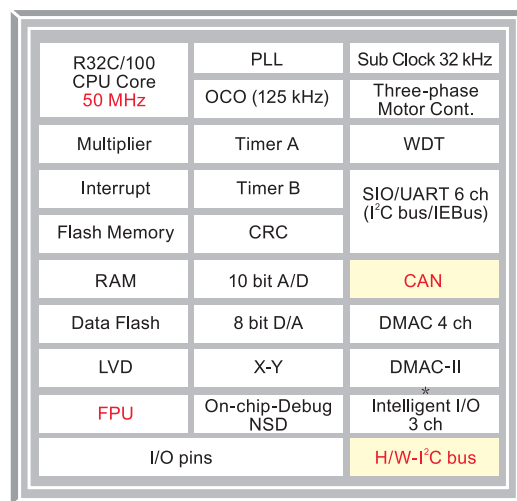 R32C/100
CPU Core
50 MHz
PLL
Sub Clock 32 kHz
OCO (125 kHz)
Three-phase
Motor Cont.
Multiplier
Timer A
WDT
Interrupt
Timer B
SIO/UART 6 ch
(I²C bus/IEBus)
Flash Memory
CRC
RAM
10 bit A/D
CAN
Data Flash
8 bit D/A
DMAC 4 ch
LVD
X-Y
DMAC-II
FPU
On-chip-Debug
NSD
*
Intelligent I/O
3 ch
I/O pins
H/W-I²C bus